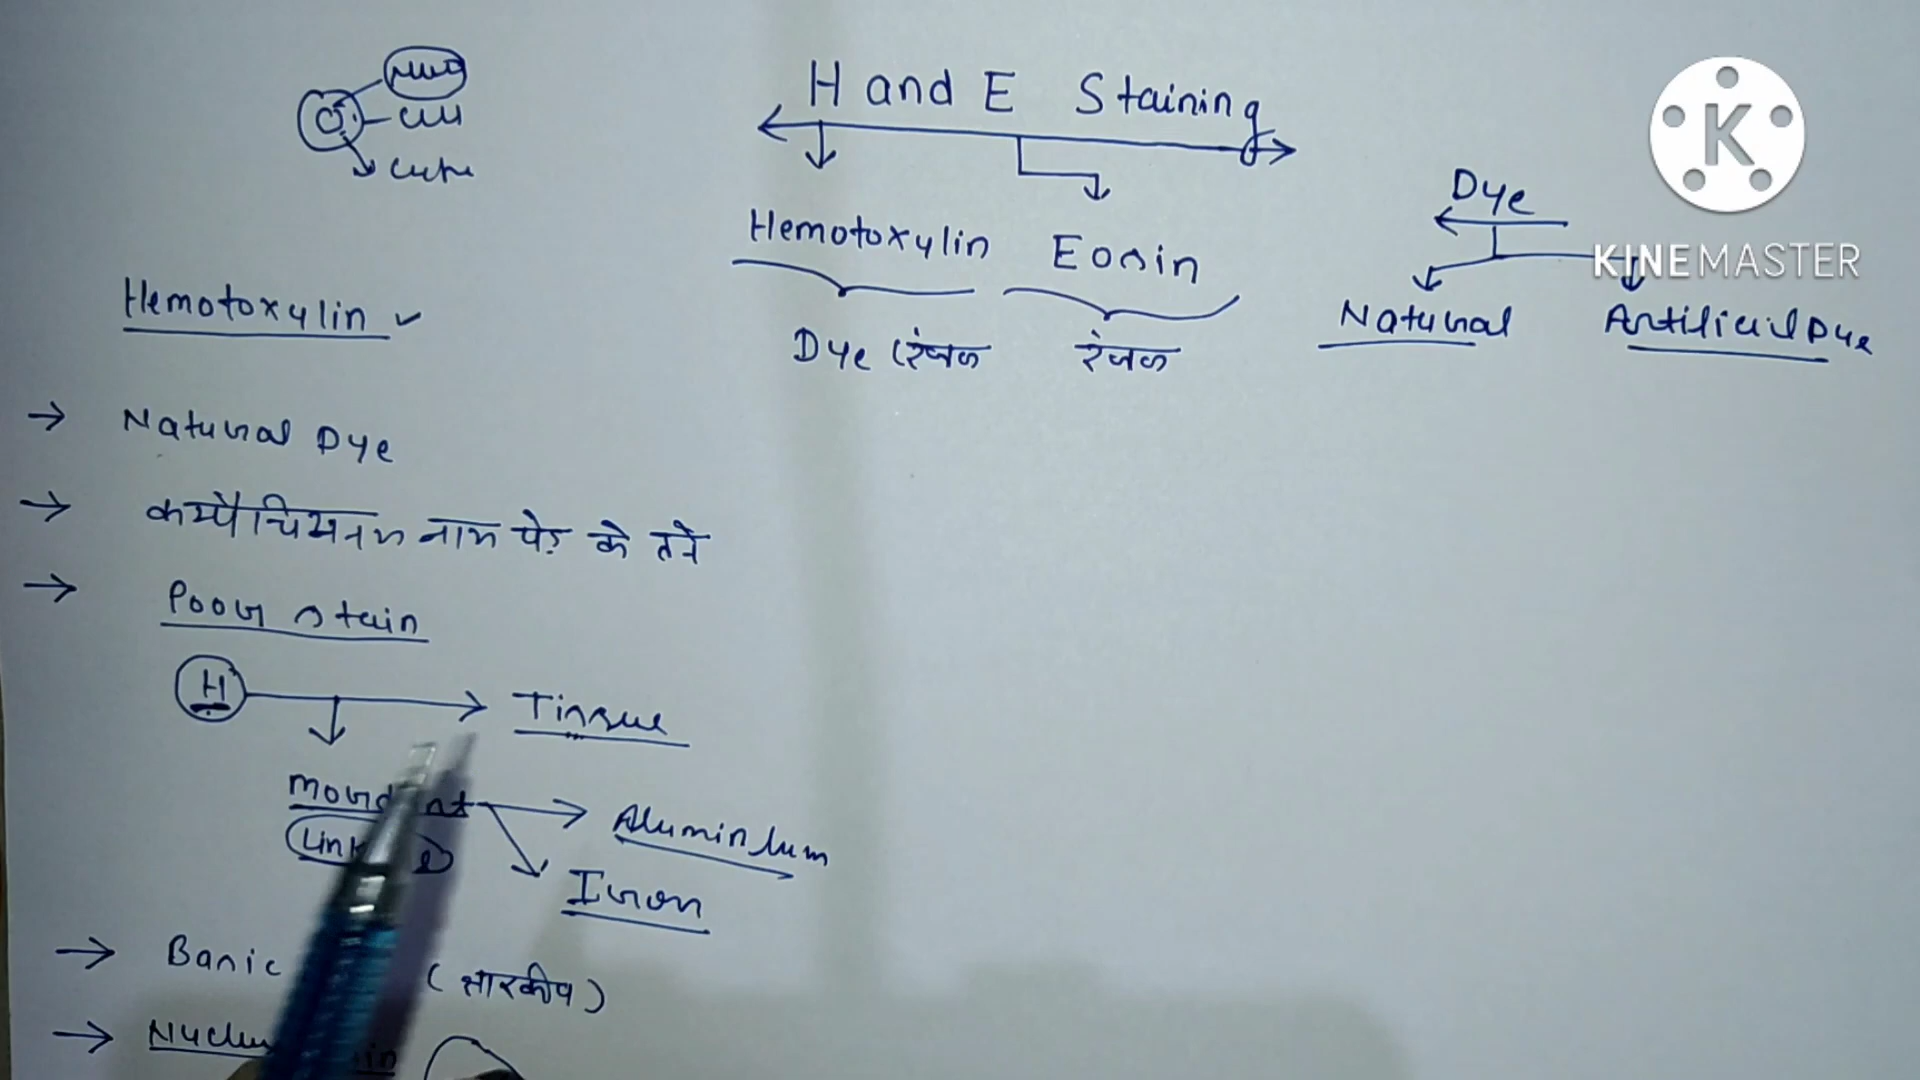 H and E Staining
Hemotoxylin Eosin
Dye (रंजक रंजक
Dye
Natural Artificial Dye
KINEMASTER
Hemotoxylin ✓
→ Natural Dye
→ कम्पैचियनम नाम पेड़ के तने
→ Poor stain
H → Tissue
Aluminium
Iron
→ Basic (क्षारकीय)